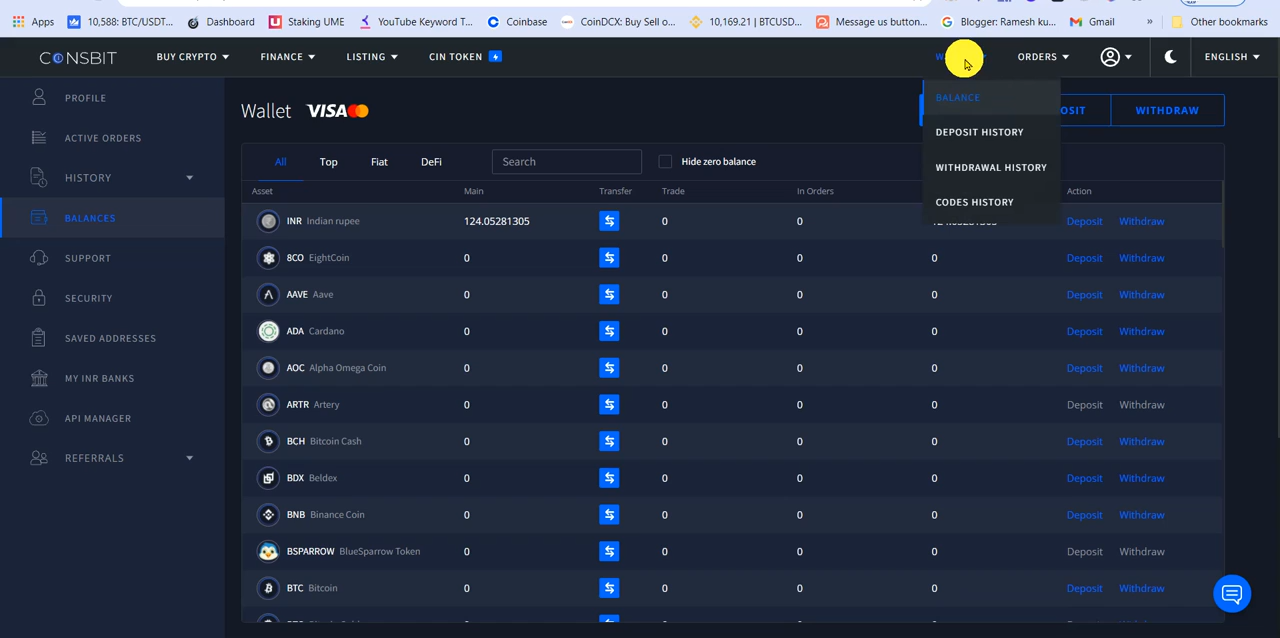 Apps 10,588: BTC/USDT... Dashboard Staking UME YouTube Keyword T... Coinbase CoinDCX: Buy Sell o... 10,169.21 | BTCUSD... Message us button... Blogger: Ramesh ku... Gmail » Other bookmarks
CONSBIT BUY CRYPTO FINANCE LISTING CIN TOKEN ORDERS ENGLISH
PROFILE
ACTIVE ORDERS
HISTORY
BALANCES
SUPPORT
SECURITY
SAVED ADDRESSES
MY INR BANKS
API MANAGER
REFERRALS
Wallet VISA WITHDRAW
BALANCE
DEPOSIT HISTORY
WITHDRAWAL HISTORY
CODES HISTORY
All Top Fiat DeFi Search Hide zero balance
Asset Main Transfer Trade In Orders Action
INR Indian rupee 124.05281305 0 0 Deposit Withdraw
8CO EightCoin 0 0 0 0 Deposit Withdraw
AAVE Aave 0 0 0 0 Deposit Withdraw
ADA Cardano 0 0 0 0 Deposit Withdraw
AOC Alpha Omega Coin 0 0 0 0 Deposit Withdraw
ARTR Artery 0 0 0 0 Deposit Withdraw
BCH Bitcoin Cash 0 0 0 0 Deposit Withdraw
BDX Beldex 0 0 0 0 Deposit Withdraw
BNB Binance Coin 0 0 0 0 Deposit Withdraw
BSPARROW BlueSparrow Token 0 0 0 0 Deposit Withdraw
BTC Bitcoin 0 0 0 0 Deposit Withdraw